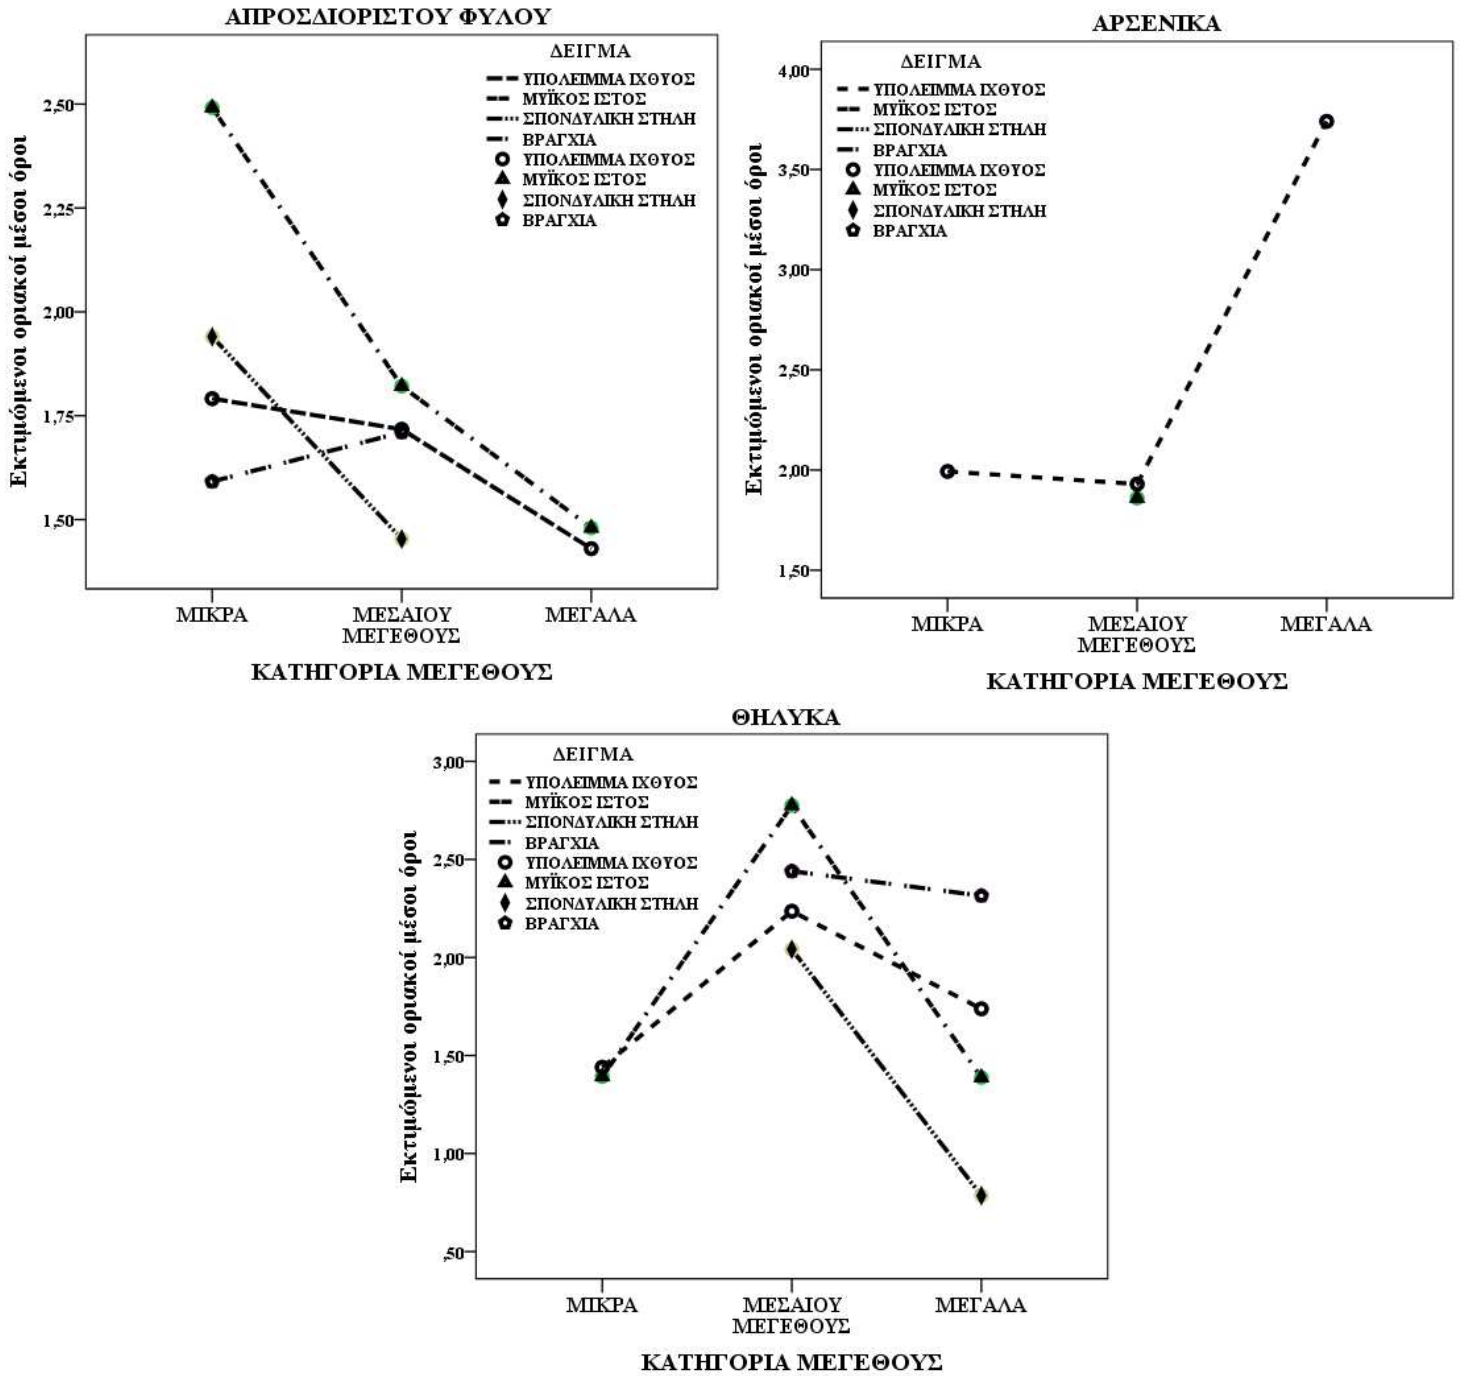 ΑΠΡΟΣΔΙΟΡΙΣΤΟΥ ΦΥΛΟΥ
ΔΕΙΓΜΑ
ΥΠΟΛΕΙΜΜΑ ΙΧΘΥΟΣ
ΜΥΪΚΟΣ ΙΣΤΟΣ
ΣΠΟΝΔΥΛΙΚΗ ΣΤΗΛΗ
ΒΡΑΓΧΙΑ
ΥΠΟΛΕΙΜΜΑ ΙΧΘΥΟΣ
ΜΥΪΚΟΣ ΙΣΤΟΣ
ΣΠΟΝΔΥΛΙΚΗ ΣΤΗΛΗ
ΒΡΑΓΧΙΑ
Εκτιμώμενοι οριακοί μέσοι όροι
2,50
2,25
2,00
1,75
1,50
ΜΙΚΡΑ
ΜΕΣΑΙΟΥ
ΜΕΓΕΘΟΥΣ
ΜΕΓΑΛΑ
ΚΑΤΗΓΟΡΙΑ ΜΕΓΕΘΟΥΣ
ΑΡΣΕΝΙΚΑ
ΔΕΙΓΜΑ
ΥΠΟΛΕΙΜΜΑ ΙΧΘΥΟΣ
ΜΥΪΚΟΣ ΙΣΤΟΣ
ΣΠΟΝΔΥΛΙΚΗ ΣΤΗΛΗ
ΒΡΑΓΧΙΑ
ΥΠΟΛΕΙΜΜΑ ΙΧΘΥΟΣ
ΜΥΪΚΟΣ ΙΣΤΟΣ
ΣΠΟΝΔΥΛΙΚΗ ΣΤΗΛΗ
ΒΡΑΓΧΙΑ
Εκτιμώμενοι οριακοί μέσοι όροι
4,00
3,50
3,00
2,50
2,00
1,50
ΜΙΚΡΑ
ΜΕΣΑΙΟΥ
ΜΕΓΕΘΟΥΣ
ΜΕΓΑΛΑ
ΚΑΤΗΓΟΡΙΑ ΜΕΓΕΘΟΥΣ
ΘΗΛΥΚΑ
ΔΕΙΓΜΑ
ΥΠΟΛΕΙΜΜΑ ΙΧΘΥΟΣ
ΜΥΪΚΟΣ ΙΣΤΟΣ
ΣΠΟΝΔΥΛΙΚΗ ΣΤΗΛΗ
ΒΡΑΓΧΙΑ
ΥΠΟΛΕΙΜΜΑ ΙΧΘΥΟΣ
ΜΥΪΚΟΣ ΙΣΤΟΣ
ΣΠΟΝΔΥΛΙΚΗ ΣΤΗΛΗ
ΒΡΑΓΧΙΑ
Εκτιμώμενοι οριακοί μέσοι όροι
3,00
2,50
2,00
1,50
1,00
,50
ΜΙΚΡΑ
ΜΕΣΑΙΟΥ
ΜΕΓΕΘΟΥΣ
ΜΕΓΑΛΑ
ΚΑΤΗΓΟΡΙΑ ΜΕΓΕΘΟΥΣ